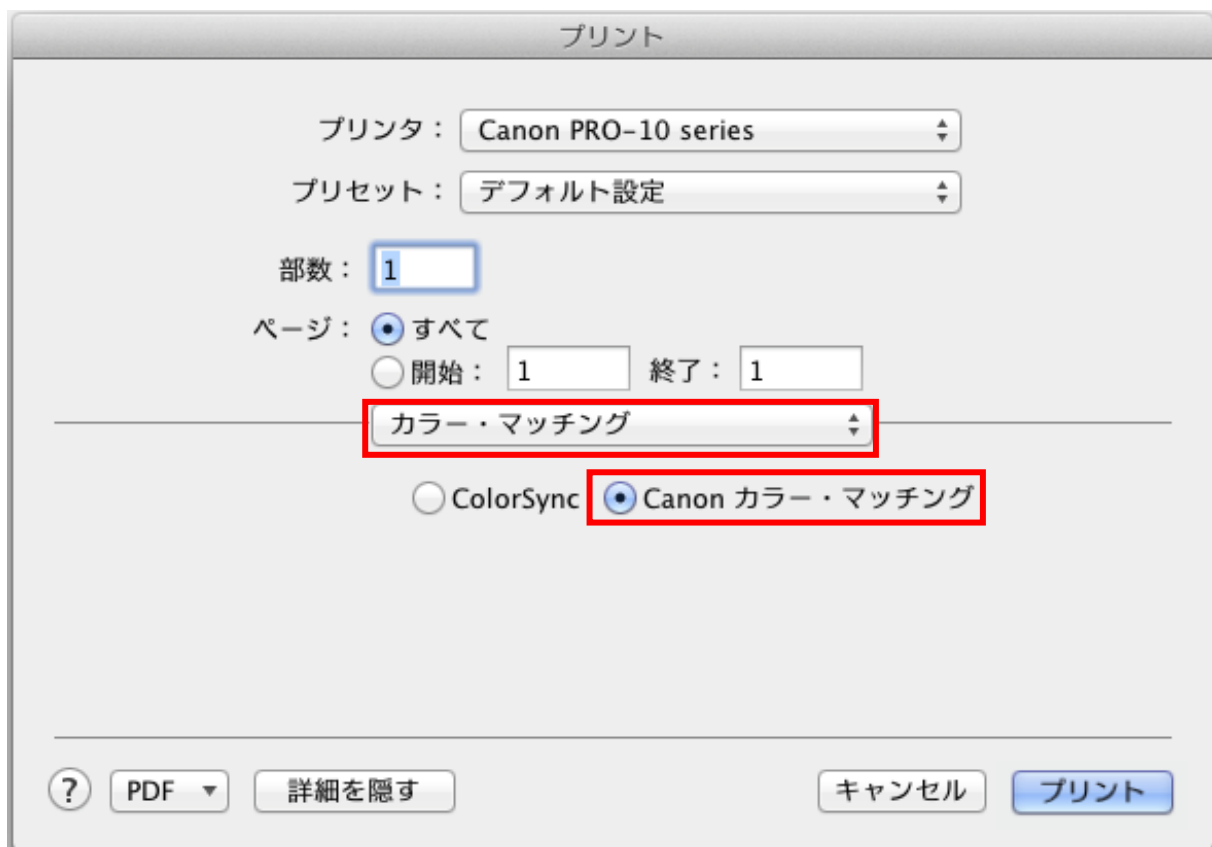 プリント
プリンタ： Canon PRO-10 series
プリセット： デフォルト設定
部数： 1
ページ： すべて
開始： 1 終了： 1
カラー・マッチング
ColorSync Canon カラー・マッチング
? PDF 詳細を隠す キャンセル プリント